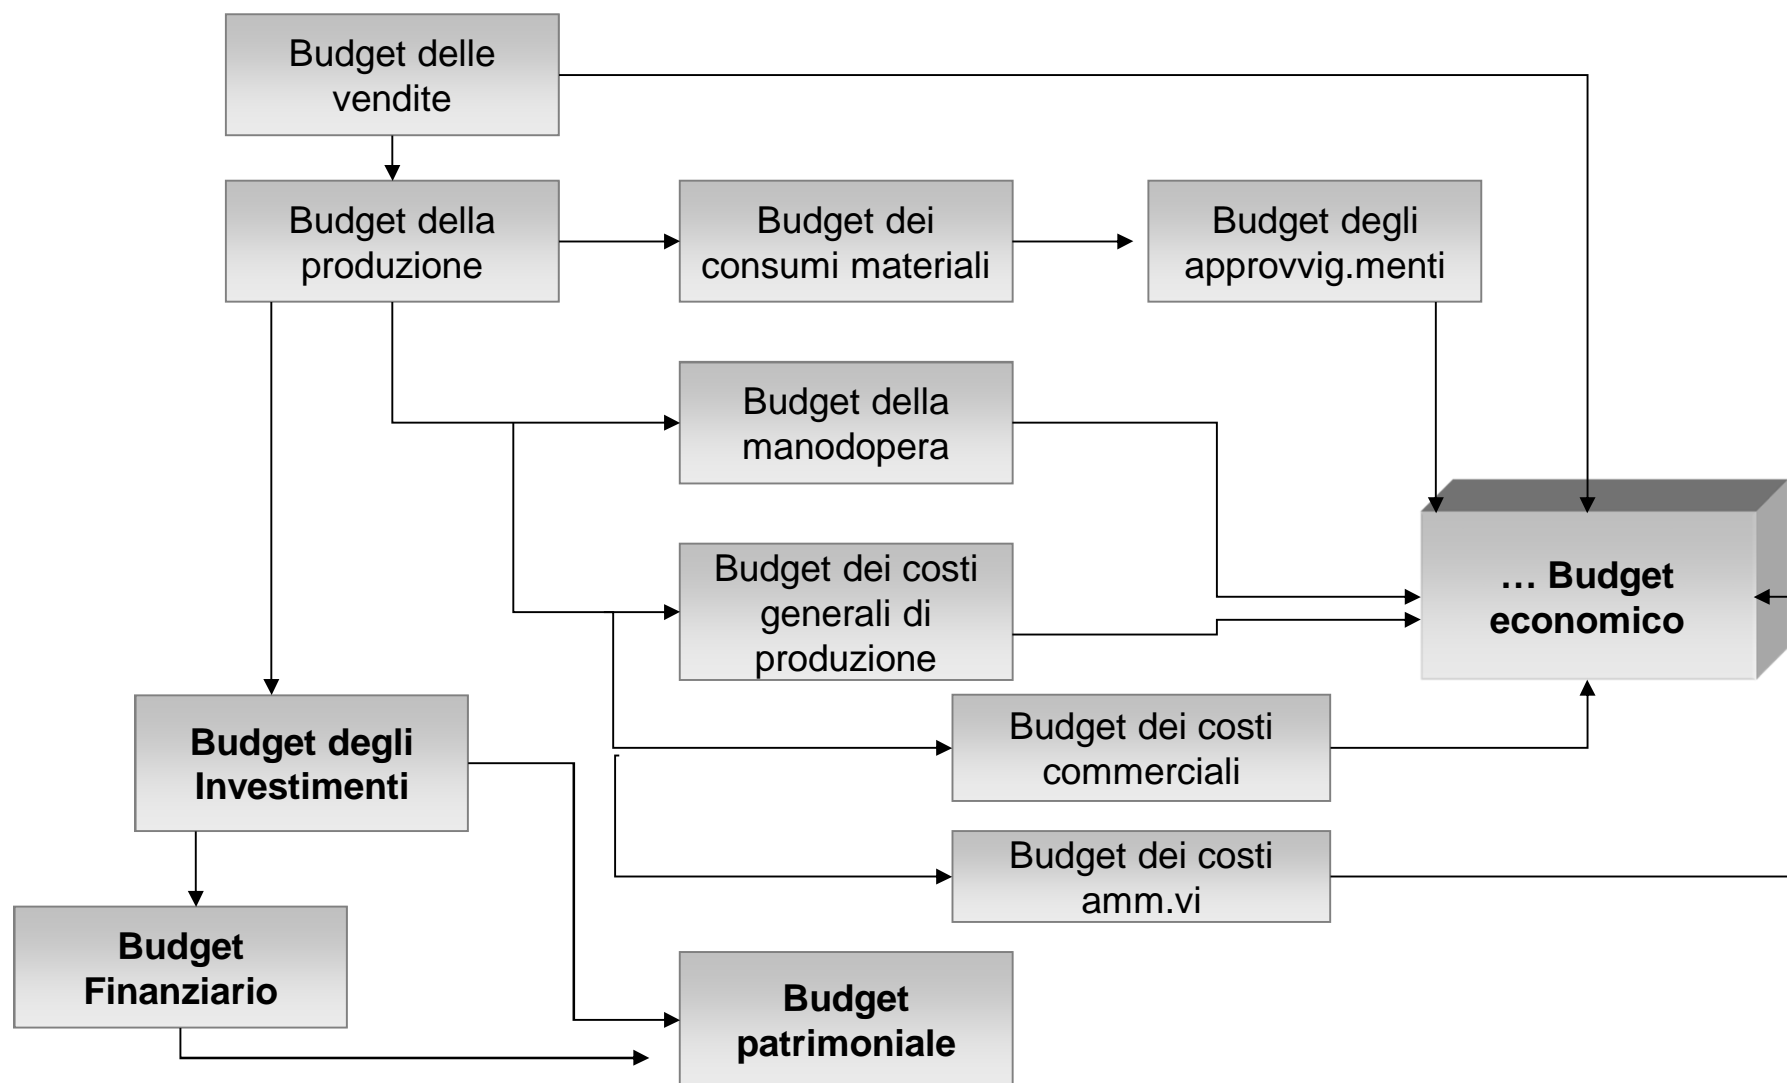 Budget delle
vendite
Budget della
produzione
Budget dei
consumi materiali
Budget degli
approvvig.menti
Budget della
manodopera
Budget dei costi
generali di
produzione
... Budget
economico
Budget degli
Investimenti
Budget dei costi
commerciali
Budget dei costi
amm.vi
Budget
Finanziario
Budget
patrimoniale